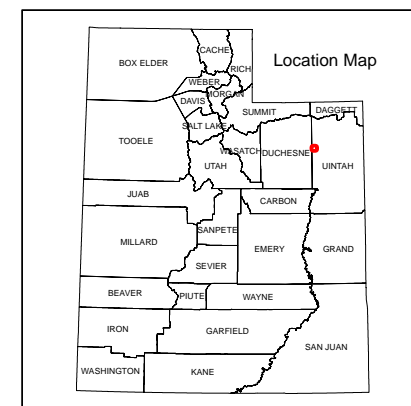 Location Map
CACHE
BOX ELDER
RICH
WEBER
MORGAN
DAVIS
SUMMIT
DAGGETT
SALT LAKE
TOOELE
WASATCH
DUCHESNE
UTAH
UINTAH
JUAB
CARBON
SANPETE
MILLARD
EMERY
GRAND
SEVIER
BEAVER
PIUTE
WAYNE
IRON
GARFIELD
SAN JUAN
WASHINGTON
KANE